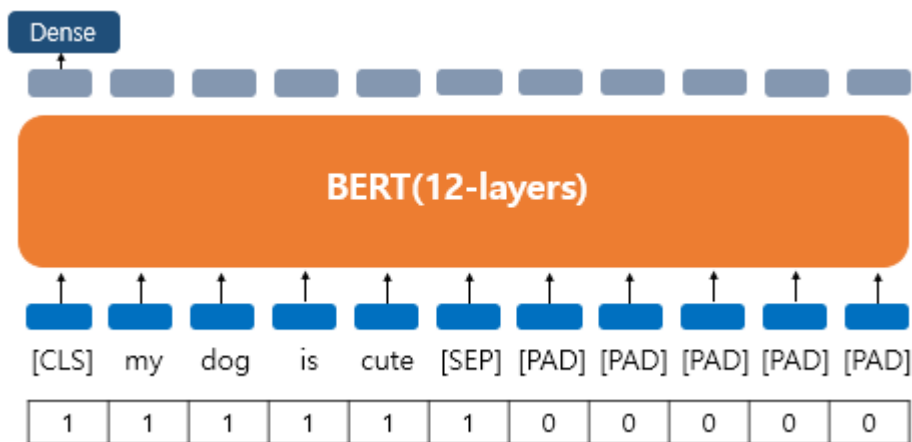 Dense
BERT(12-layers)
[CLS] my dog is cute [SEP] [PAD] [PAD] [PAD] [PAD] [PAD]
1 1 1 1 1 1 0 0 0 0 0